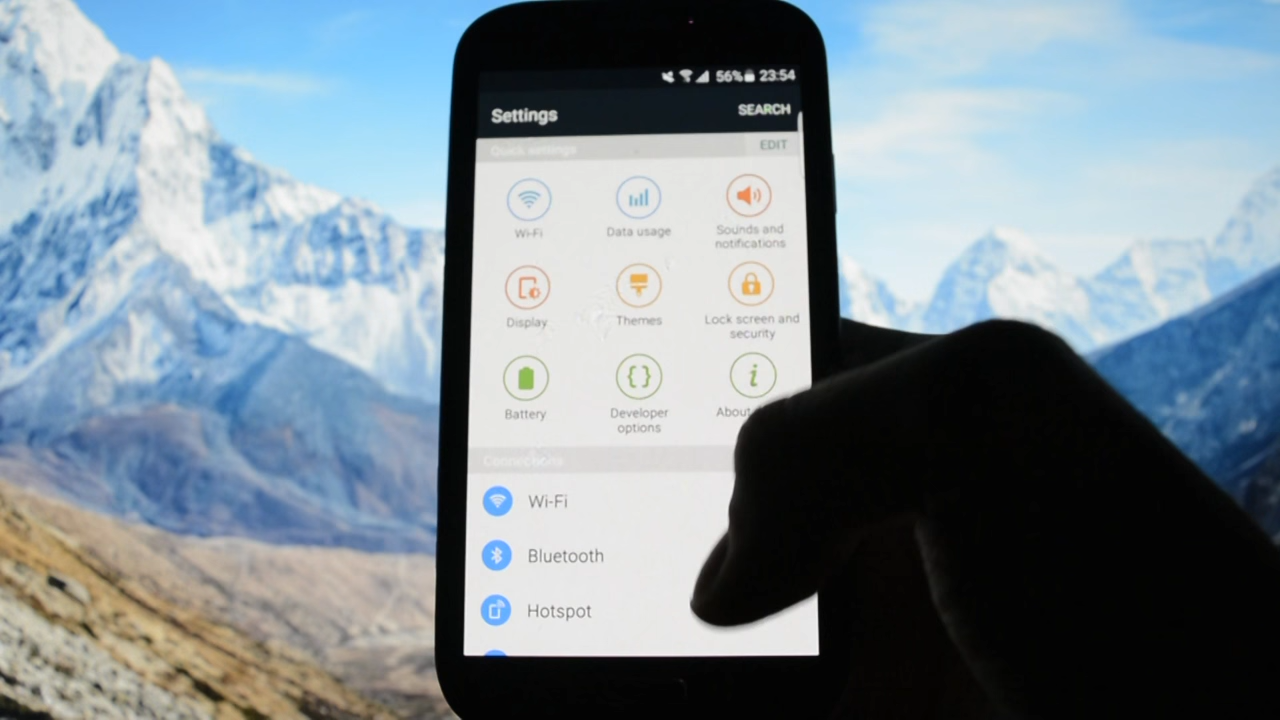 56% 23:54
Settings SEARCH
Quick settings EDIT
Wi-Fi Data usage Sounds and
notifications
Display Themes Lock screen and
security
Battery Developer
options About
Connections
Wi-Fi
Bluetooth
Hotspot